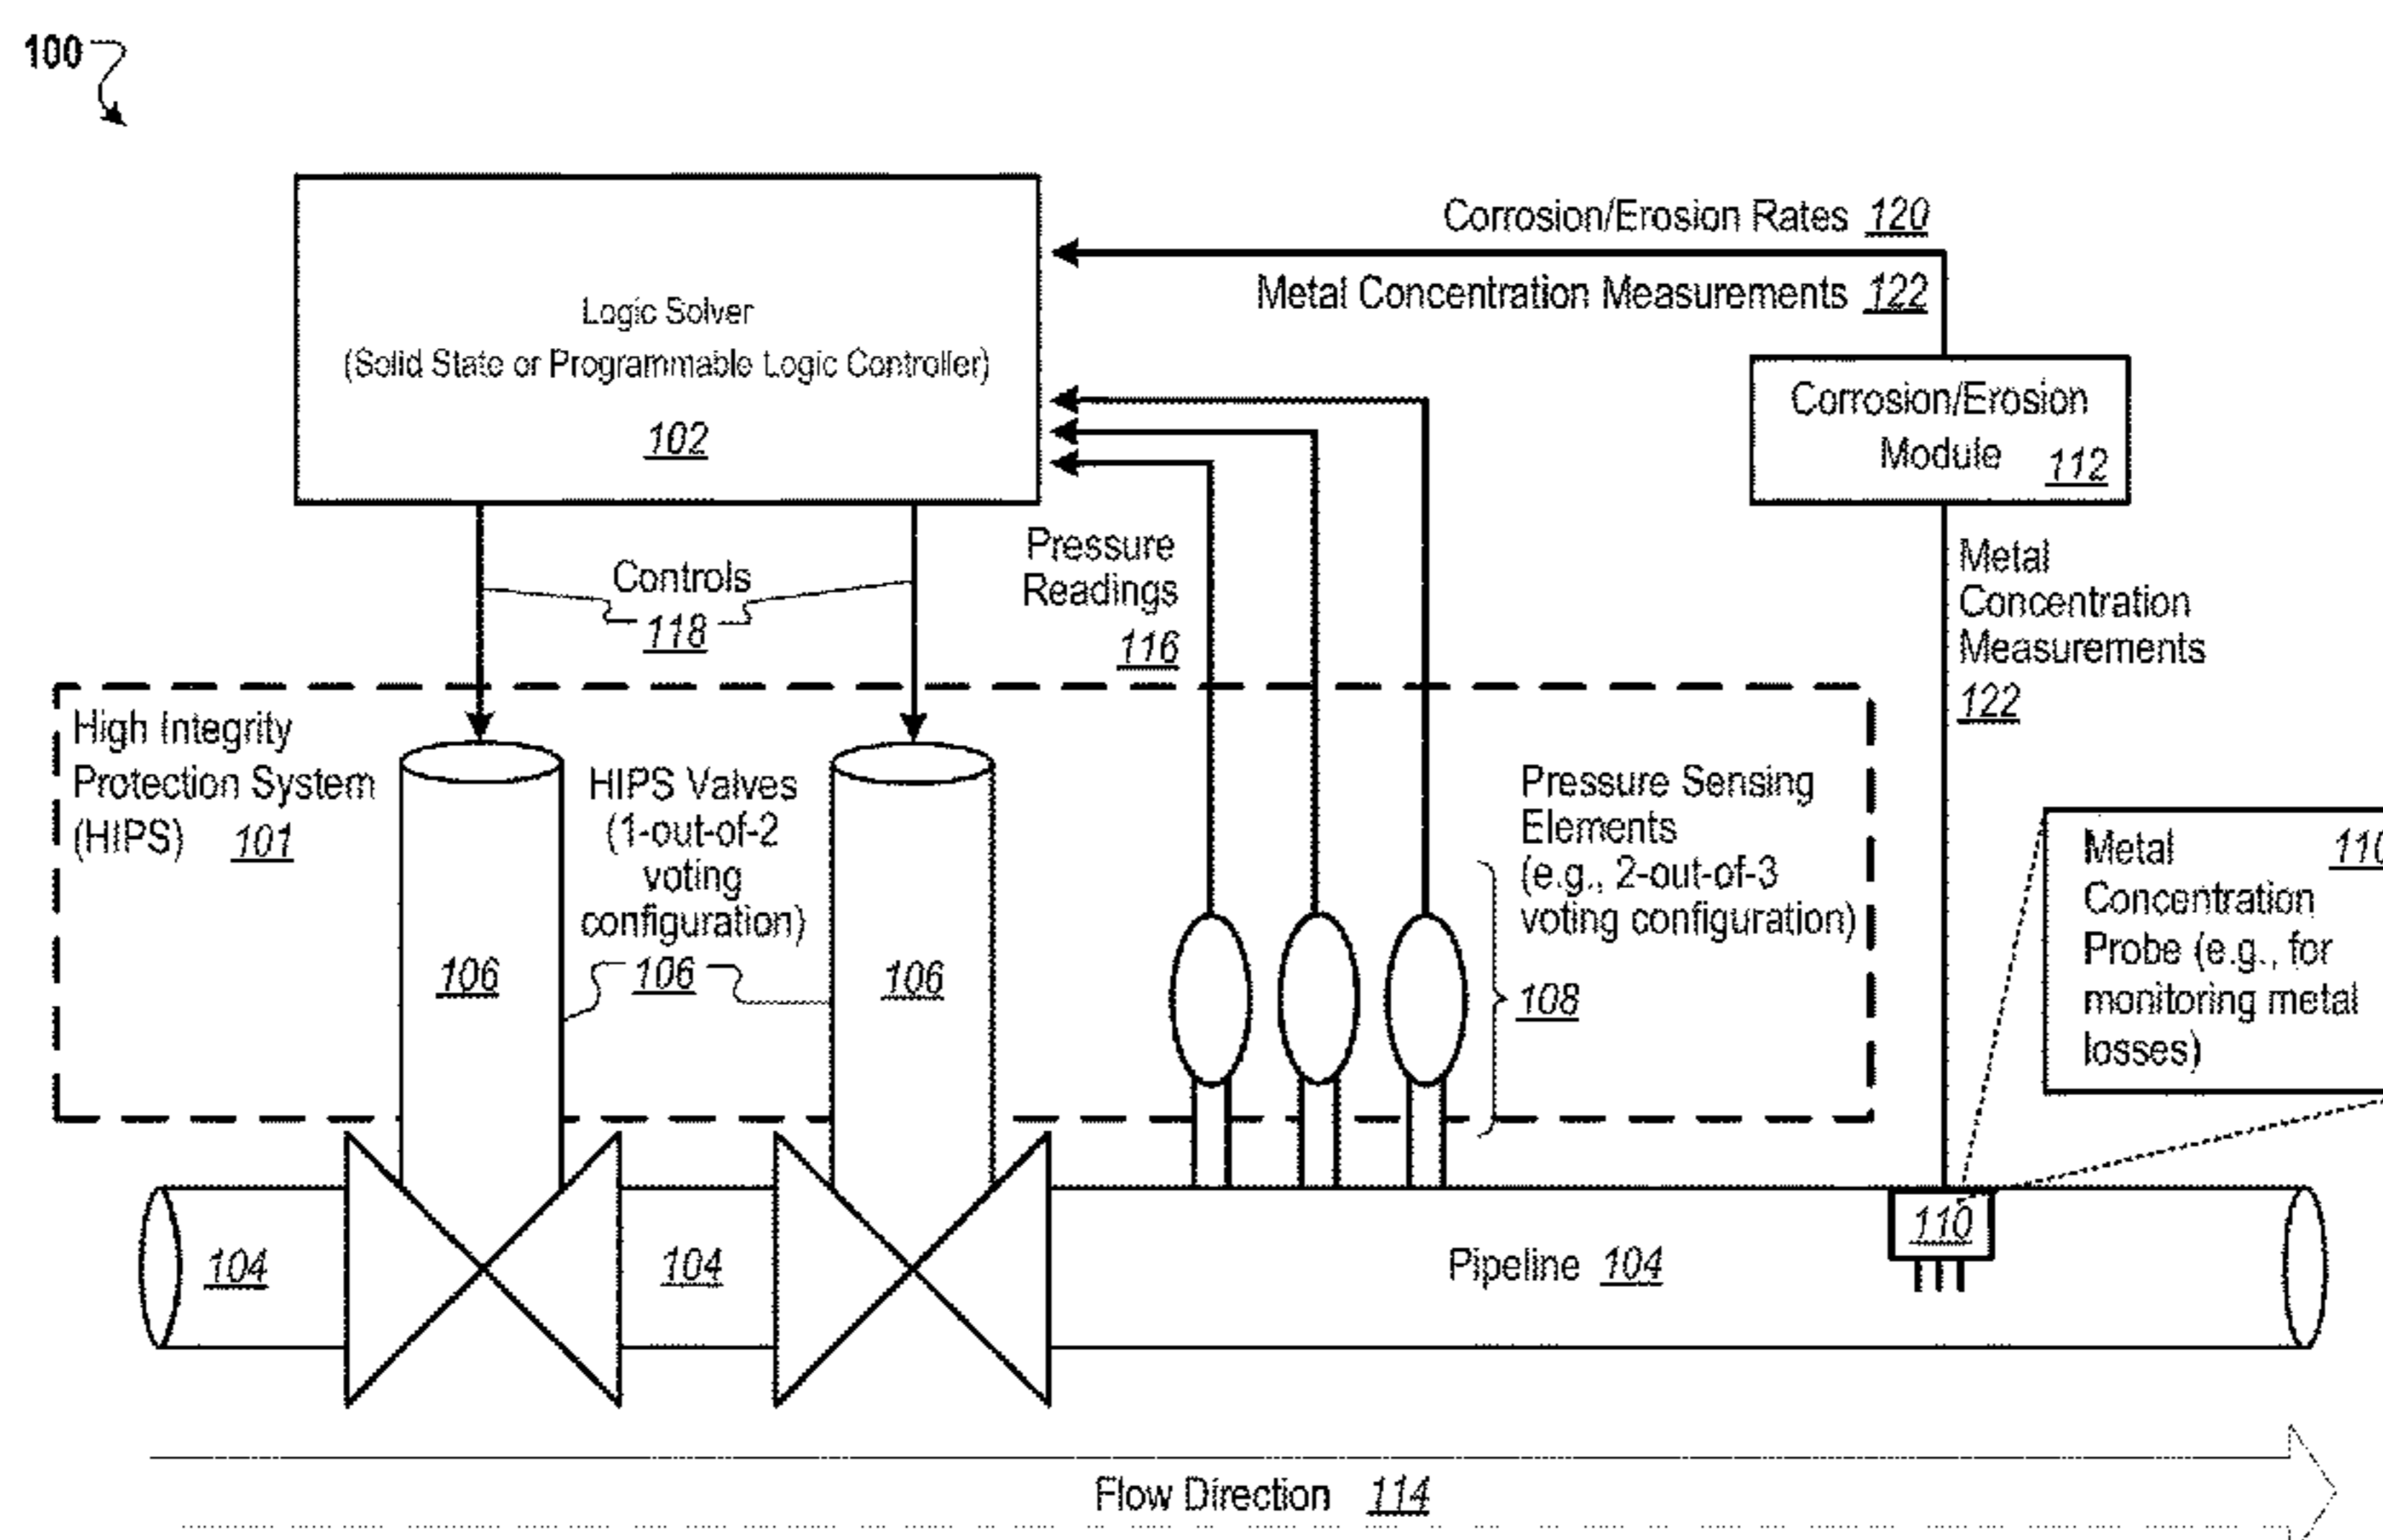 100
Logic Solver
(Solid State or Programmable Logic Controller)
102
Corrosion/Erosion Rates 120
Metal Concentration Measurements 122
Corrosion/Erosion
Module 112
Controls
118
Pressure
Readings
116
Metal
Concentration
Measurements
122
High Integrity
Protection System
(HIPS) 101
HIPS Valves
(1-out-of-2
voting
configuration)
106
106
106
Pressure Sensing
Elements
(e.g., 2-out-of-3
voting configuration)
108
Metal 110
Concentration
Probe (e.g., for
monitoring metal
losses)
104
104
Pipeline 104
110
Flow Direction 114